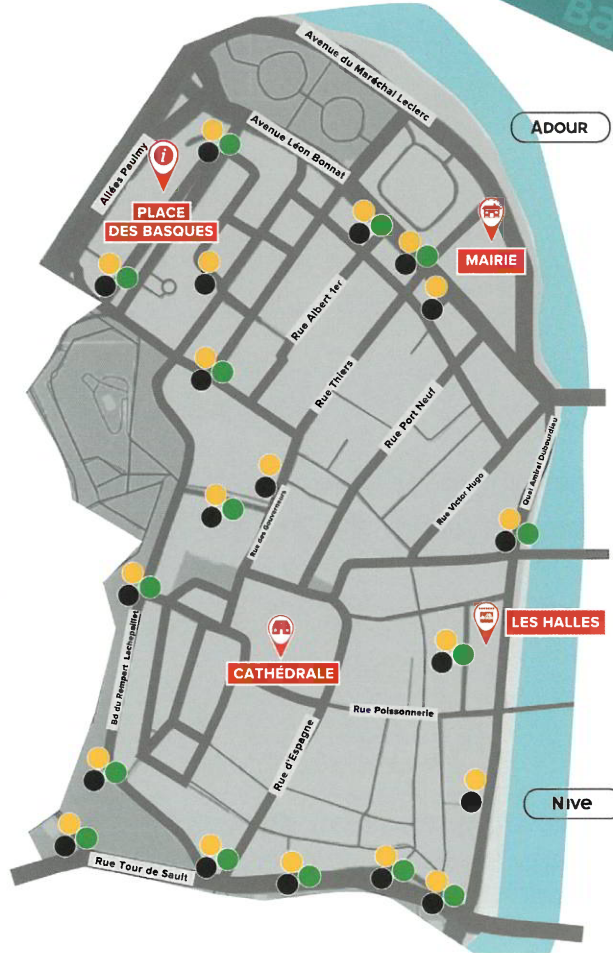 Ba
Avenue du Maréchal Leclerc
ADOUR
Avenue Léon Bonnat
Allées Paulmy
i
PLACE
DES BASQUES
MAIRIE
Rue Albert 1er
Rue Thiers
Rue Port Neuf
Quai Amiral Dubourdieu
Rue Victor Hugo
Rue des Gouverneurs
LES HALLES
Bd du Rempart Lachepaillet
CATHÉDRALE
Rue Poissonnerie
Rue d'Espagne
NIVE
Rue Tour de Sault